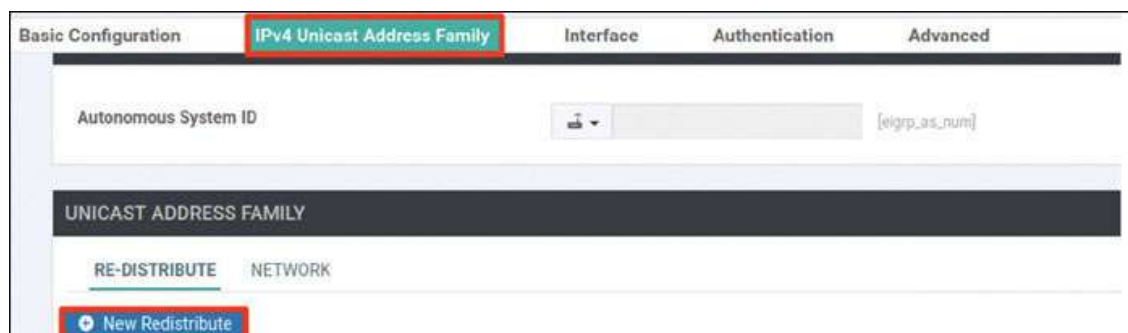 Basic Configuration IPv4 Unicast Address Family Interface Authentication Advanced
Autonomous System ID [eigrp_as_num]
UNICAST ADDRESS FAMILY
RE-DISTRIBUTE NETWORK
New Redistribute